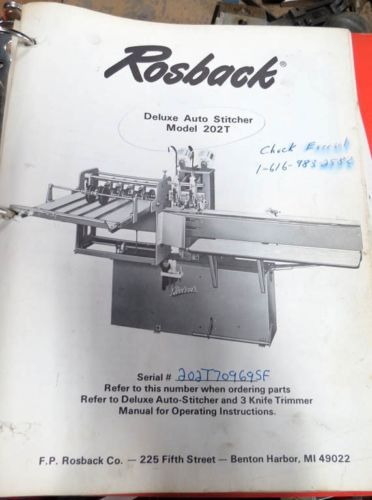 Rosback®
Deluxe Auto Stitcher
Model 202T
Chuck
1-616-983-2582
Rosback
Serial # 202T70969SF
Refer to this number when ordering parts
Refer to Deluxe Auto-Stitcher and 3 Knife Trimmer
Manual for Operating Instructions.
F.P. Rosback Co. — 225 Fifth Street — Benton Harbor, MI 49022